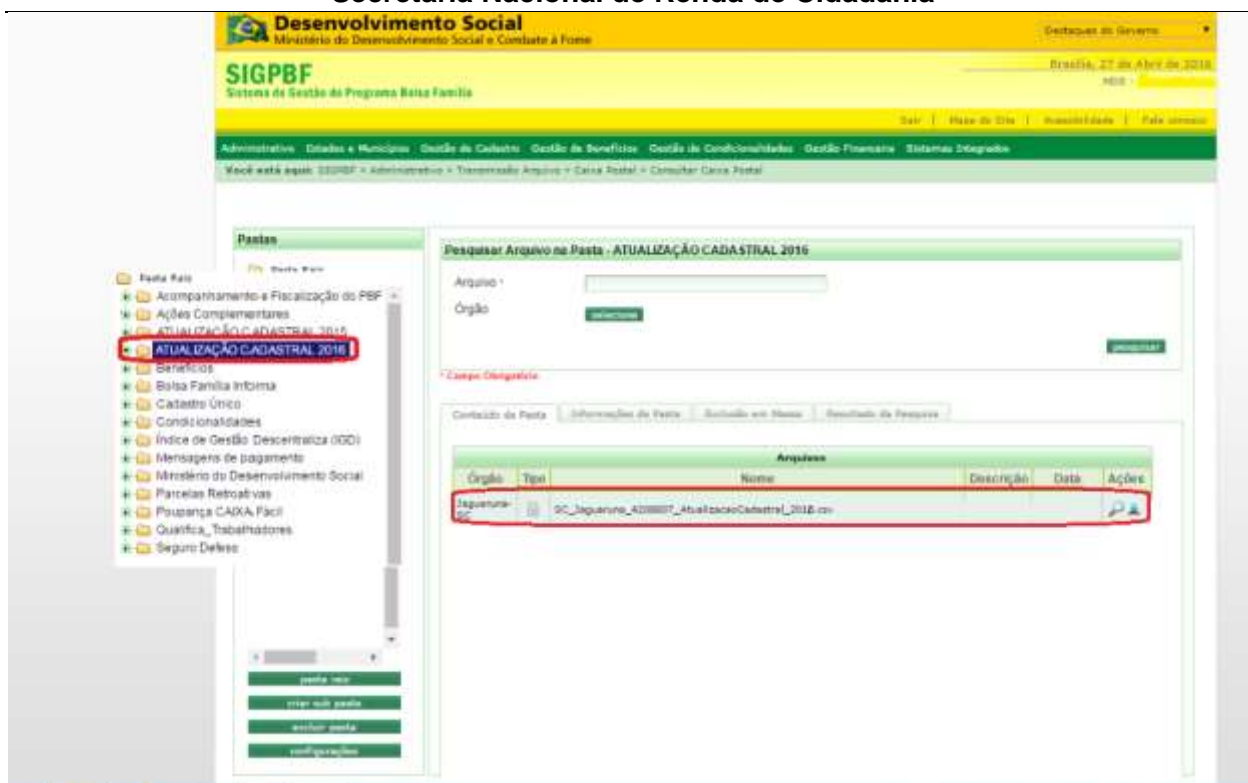 Secretaria Nacional de Renda de Cidadania
Desenvolvimento Social
Ministério do Desenvolvimento Social e Combate à Fome
Destaques do Governo
SIGPBF
Sistema de Gestão do Programa Bolsa Família
Brasília, 27 de Abril de 2016
MDS -
Sair | Mapa do Site | Acessibilidade | Fale conosco
Administrativo Estados e Municípios Gestão de Cadastro Gestão de Benefícios Gestão de Condicionalidades Gestão Financeira Sistemas Integrados
Você está aqui: SIGPBF » Administrativo » Transmissão Arquivo » Caixa Postal » Consultar Caixa Postal
Pastas
Pasta Raiz
Pasta Raiz
Acompanhamento e Fiscalização do PBF
Ações Complementares
ATUALIZAÇÃO CADASTRAL 2015
ATUALIZAÇÃO CADASTRAL 2016
Benefícios
Bolsa Família Informa
Cadastro Único
Condicionalidades
Índice de Gestão Descentraliza (IGD)
Mensagens de pagamento
Ministério do Desenvolvimento Social
Parcelas Retroativas
Poupança CAIXA Fácil
Qualifica_Trabalhadores
Seguro Defeso
pasta raiz
criar sub pasta
excluir pasta
configurações
Pesquisar Arquivo na Pasta - ATUALIZAÇÃO CADASTRAL 2016
Arquivo *
Órgão
selecione
pesquisar
* Campo Obrigatório
Conteúdo da Pasta Informações da Pasta Exclusão em Massa Resultado da Pesquisa
Arquivos
Órgão Tipo Nome Descrição Data Ações
Jaguaruna-SC SC_Jaguaruna_4208807_AtualizacaoCadastral_2016.csv